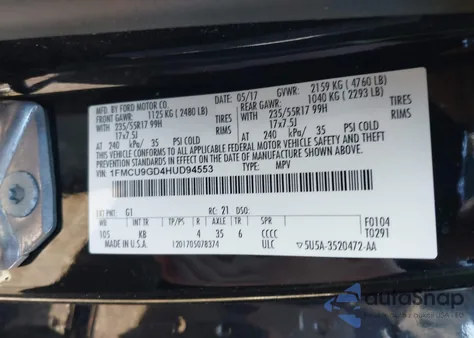 MFD. BY FORD MOTOR CO.
05/17 GVWR: 2159 KG ( 4760 LB)
FRONT GAWR: 1125 KG ( 2480 LB) REAR GAWR: 1040 KG ( 2293 LB)
WITH WITH
235/55R17 99H TIRES 235/55R17 99H TIRES
17x7.5J RIMS 17x7.5J RIMS
AT 240 kPa/ 35 PSI COLD AT 240 kPa/ 35 PSI COLD
THIS VEHICLE CONFORMS TO ALL APPLICABLE FEDERAL MOTOR VEHICLE SAFETY AND THEFT PREVENTION STANDARDS IN EFFECT ON THE DATE OF MANUFACTURE SHOWN ABOVE.
VIN: 1FMCU9GD4HUD94553 TYPE: MPV
EXT PNT: G1 RC: 21 DSO: F0104
WB INT TR TP/PS R AXLE TR SPR T0291
105 KB 4 35 6 CCCC
1201705078374 ULC 5U5A-3520472-AA
autoSnap